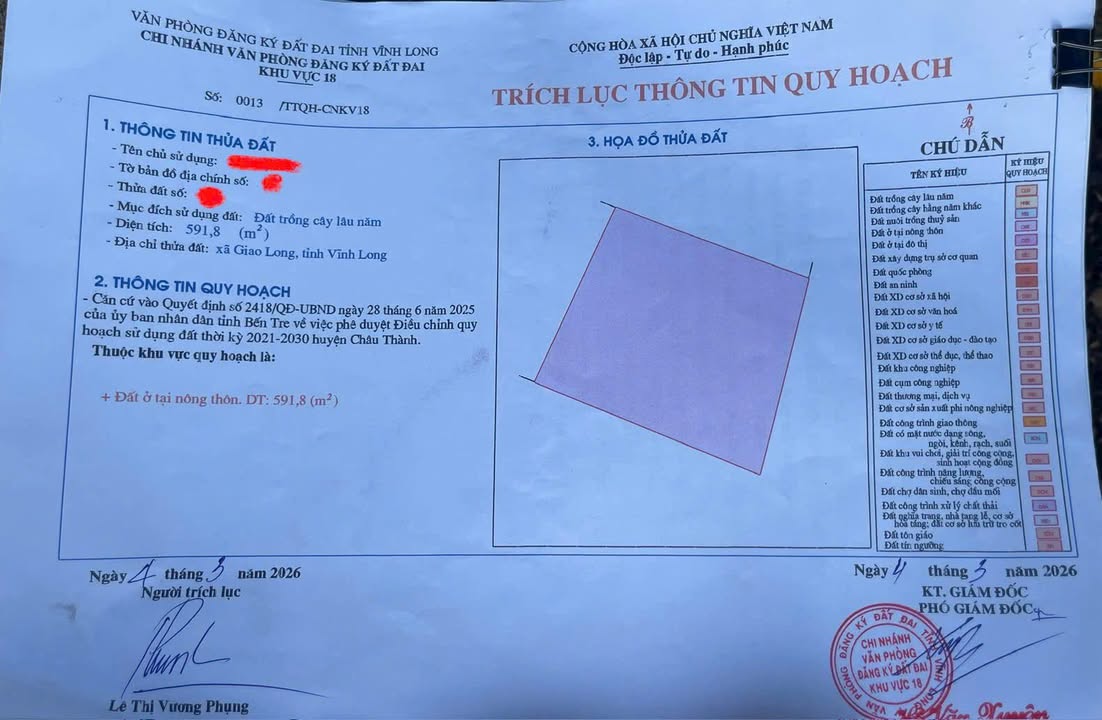 VĂN PHÒNG ĐĂNG KÝ ĐẤT ĐAI TỈNH VĨNH LONG
CHI NHÁNH VĂN PHÒNG ĐĂNG KÝ ĐẤT ĐAI
KHU VỰC 18
Số: 0013 /TTQH-CNKV18
CỘNG HÒA XÃ HỘI CHỦ NGHĨA VIỆT NAM
Độc lập - Tự do - Hạnh phúc
TRÍCH LỤC THÔNG TIN QUY HOẠCH
1. THÔNG TIN THỬA ĐẤT
- Tên chủ sử dụng:
- Tờ bản đồ địa chính số:
- Thửa đất số:
- Mục đích sử dụng đất: Đất trồng cây lâu năm
- Diện tích: 591,8 (m²)
- Địa chỉ thửa đất: xã Giao Long, tỉnh Vĩnh Long
2. THÔNG TIN QUY HOẠCH
- Căn cứ vào Quyết định số 2418/QĐ-UBND ngày 28 tháng 6 năm 2025
của ủy ban nhân dân tỉnh Bến Tre về việc phê duyệt Điều chỉnh quy
hoạch sử dụng đất thời kỳ 2021-2030 huyện Châu Thành.
Thuộc khu vực quy hoạch là:
+ Đất ở tại nông thôn. DT: 591,8 (m²)
3. HỌA ĐỒ THỬA ĐẤT
B
CHÚ DẪN
TÊN KÝ HIỆU
KÝ HIỆU
QUY HOẠCH
Đất trồng cây lâu năm
Đất trồng cây hằng năm khác
Đất nuôi trồng thuỷ sản
Đất ở tại nông thôn
Đất ở tại đô thị
Đất xây dựng trụ sở cơ quan
Đất quốc phòng
Đất an ninh
Đất XD cơ sở xã hội
Đất XD cơ sở văn hoá
Đất XD cơ sở y tế
Đất XD cơ sở giáo dục - đào tạo
Đất XD cơ sở thể dục, thể thao
Đất khu công nghiệp
Đất cụm công nghiệp
Đất thương mại, dịch vụ
Đất cơ sở sản xuất phi nông nghiệp
Đất công trình giao thông
Đất có mặt nước dạng sông,
ngòi, kênh, rạch, suối
Đất khu vui chơi, giải trí công cộng,
sinh hoạt cộng đồng
Đất công trình năng lượng,
chiếu sáng công cộng
Đất chợ dân sinh, chợ đầu mối
Đất công trình xử lý chất thải
Đất nghĩa trang, nhà tang lễ, cơ sở
hỏa táng; đất cơ sở lưu trữ tro cốt
Đất tôn giáo
Đất tín ngưỡng
Ngày 4 tháng 3 năm 2026
Người trích lục
Lê Thị Vương Phụng
Ngày 4 tháng 3 năm 2026
KT. GIÁM ĐỐC
PHÓ GIÁM ĐỐC
CHI NHÁNH
VĂN PHÒNG
ĐĂNG KÝ ĐẤT ĐAI
KHU VỰC 18